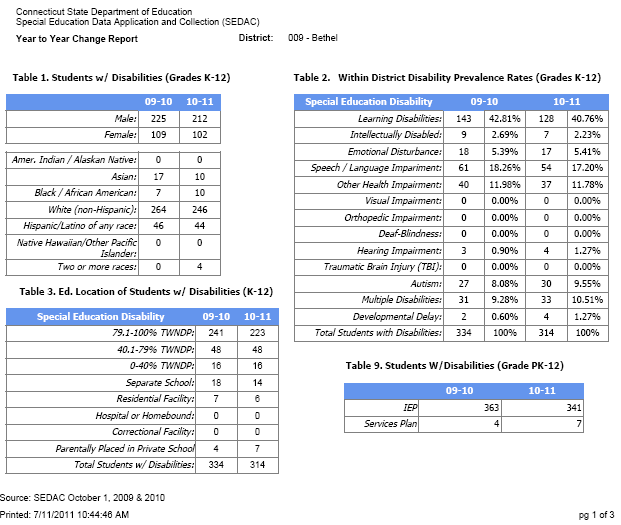 Connecticut State Department of Education
Special Education Data Application and Collection (SEDAC)
Year to Year Change Report District: 009 - Bethel
Table 1. Students w/ Disabilities (Grades K-12)
09-10 10-11
Male: 225 212
Female: 109 102
Amer. Indian / Alaskan Native: 0 0
Asian: 17 10
Black / African American: 7 10
White (non-Hispanic): 264 246
Hispanic/Latino of any race: 46 44
Native Hawaiian/Other Pacific 0 0
Islander:
Two or more races: 0 4
Table 2. Within District Disability Prevalence Rates (Grades K-12)
Special Education Disability 09-10 10-11
Learning Disabilities: 143 42.81% 128 40.76%
Intellectually Disabled: 9 2.69% 7 2.23%
Emotional Disturbance: 18 5.39% 17 5.41%
Speech / Language Impariment: 61 18.26% 54 17.20%
Other Health Impairment: 40 11.98% 37 11.78%
Visual Impairment: 0 0.00% 0 0.00%
Orthopedic Impairment: 0 0.00% 0 0.00%
Deaf-Blindness: 0 0.00% 0 0.00%
Hearing Impairment: 3 0.90% 4 1.27%
Traumatic Brain Injury (TBI): 0 0.00% 0 0.00%
Autism: 27 8.08% 30 9.55%
Multiple Disabilities: 31 9.28% 33 10.51%
Developmental Delay: 2 0.60% 4 1.27%
Total Students with Disabilities: 334 100% 314 100%
Table 3. Ed. Location of Students w/ Disabilities (K-12)
Special Education Disability 09-10 10-11
79.1-100% TWNDP: 241 223
40.1-79% TWNDP: 48 48
0-40% TWNDP: 16 16
Separate School: 18 14
Residential Facility: 7 6
Hospital or Homebound: 0 0
Correctional Facility: 0 0
Parentally Placed in Private School 4 7
Total Students w/ Disabilities: 334 314
Table 9. Students W/Disabilities (Grade PK-12)
09-10 10-11
IEP 363 341
Services Plan 4 7
Source: SEDAC October 1, 2009 & 2010
Printed: 7/11/2011 10:44:46 AM pg 1 of 3